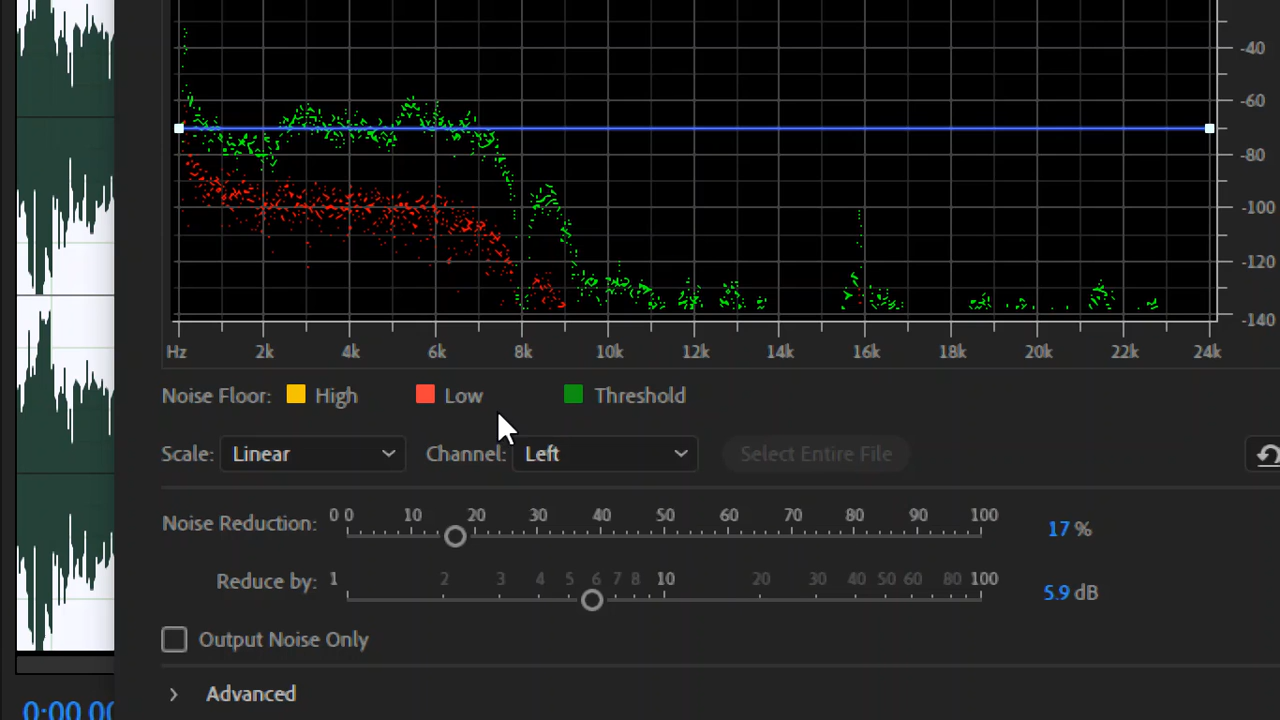 -40
-60
-80
-100
-120
-140
Hz 2k 4k 6k 8k 10k 12k 14k 16k 18k 20k 22k 24k
Noise Floor: High Low Threshold
Scale: Linear Channel: Left Select Entire File
Noise Reduction: 0 0 10 20 30 40 50 60 70 80 90 100 17 %
Reduce by: 1 2 3 4 5 6 7 8 10 20 30 40 50 60 80 100 5.9 dB
Output Noise Only
Advanced
0:00.00